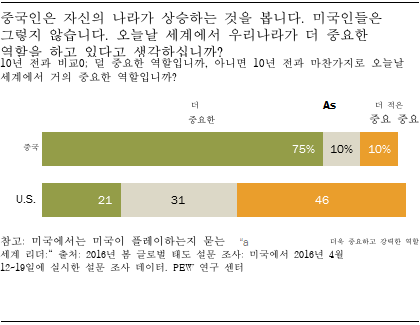 중국인은 자신의 나라가 상승하는 것을 봅니다. 미국인들은
그렇지 않습니다. 오늘날 세계에서 우리나라가 더 중요한
역할을 하고 있다고 생각하십니까?
10년 전과 비교0; 덜 중요한 역할입니까, 아니면 10년 전과 마찬가지로 오늘날
세계에서 거의 중요한 역할입니까?
더 As 더 적은
중요한 중요 중요
중국 75% 10% 10%
U.S. 21 31 46
참고: 미국에서는 미국이 플레이하는지 묻는 "a 더욱 중요하고 강력한 역할
세계 리더:" 출처: 2016년 봄 글로벌 태도 설문 조사: 미국에서 2016년 4월
12-19일에 실시한 설문 조사 데이터. PEW 연구 센터